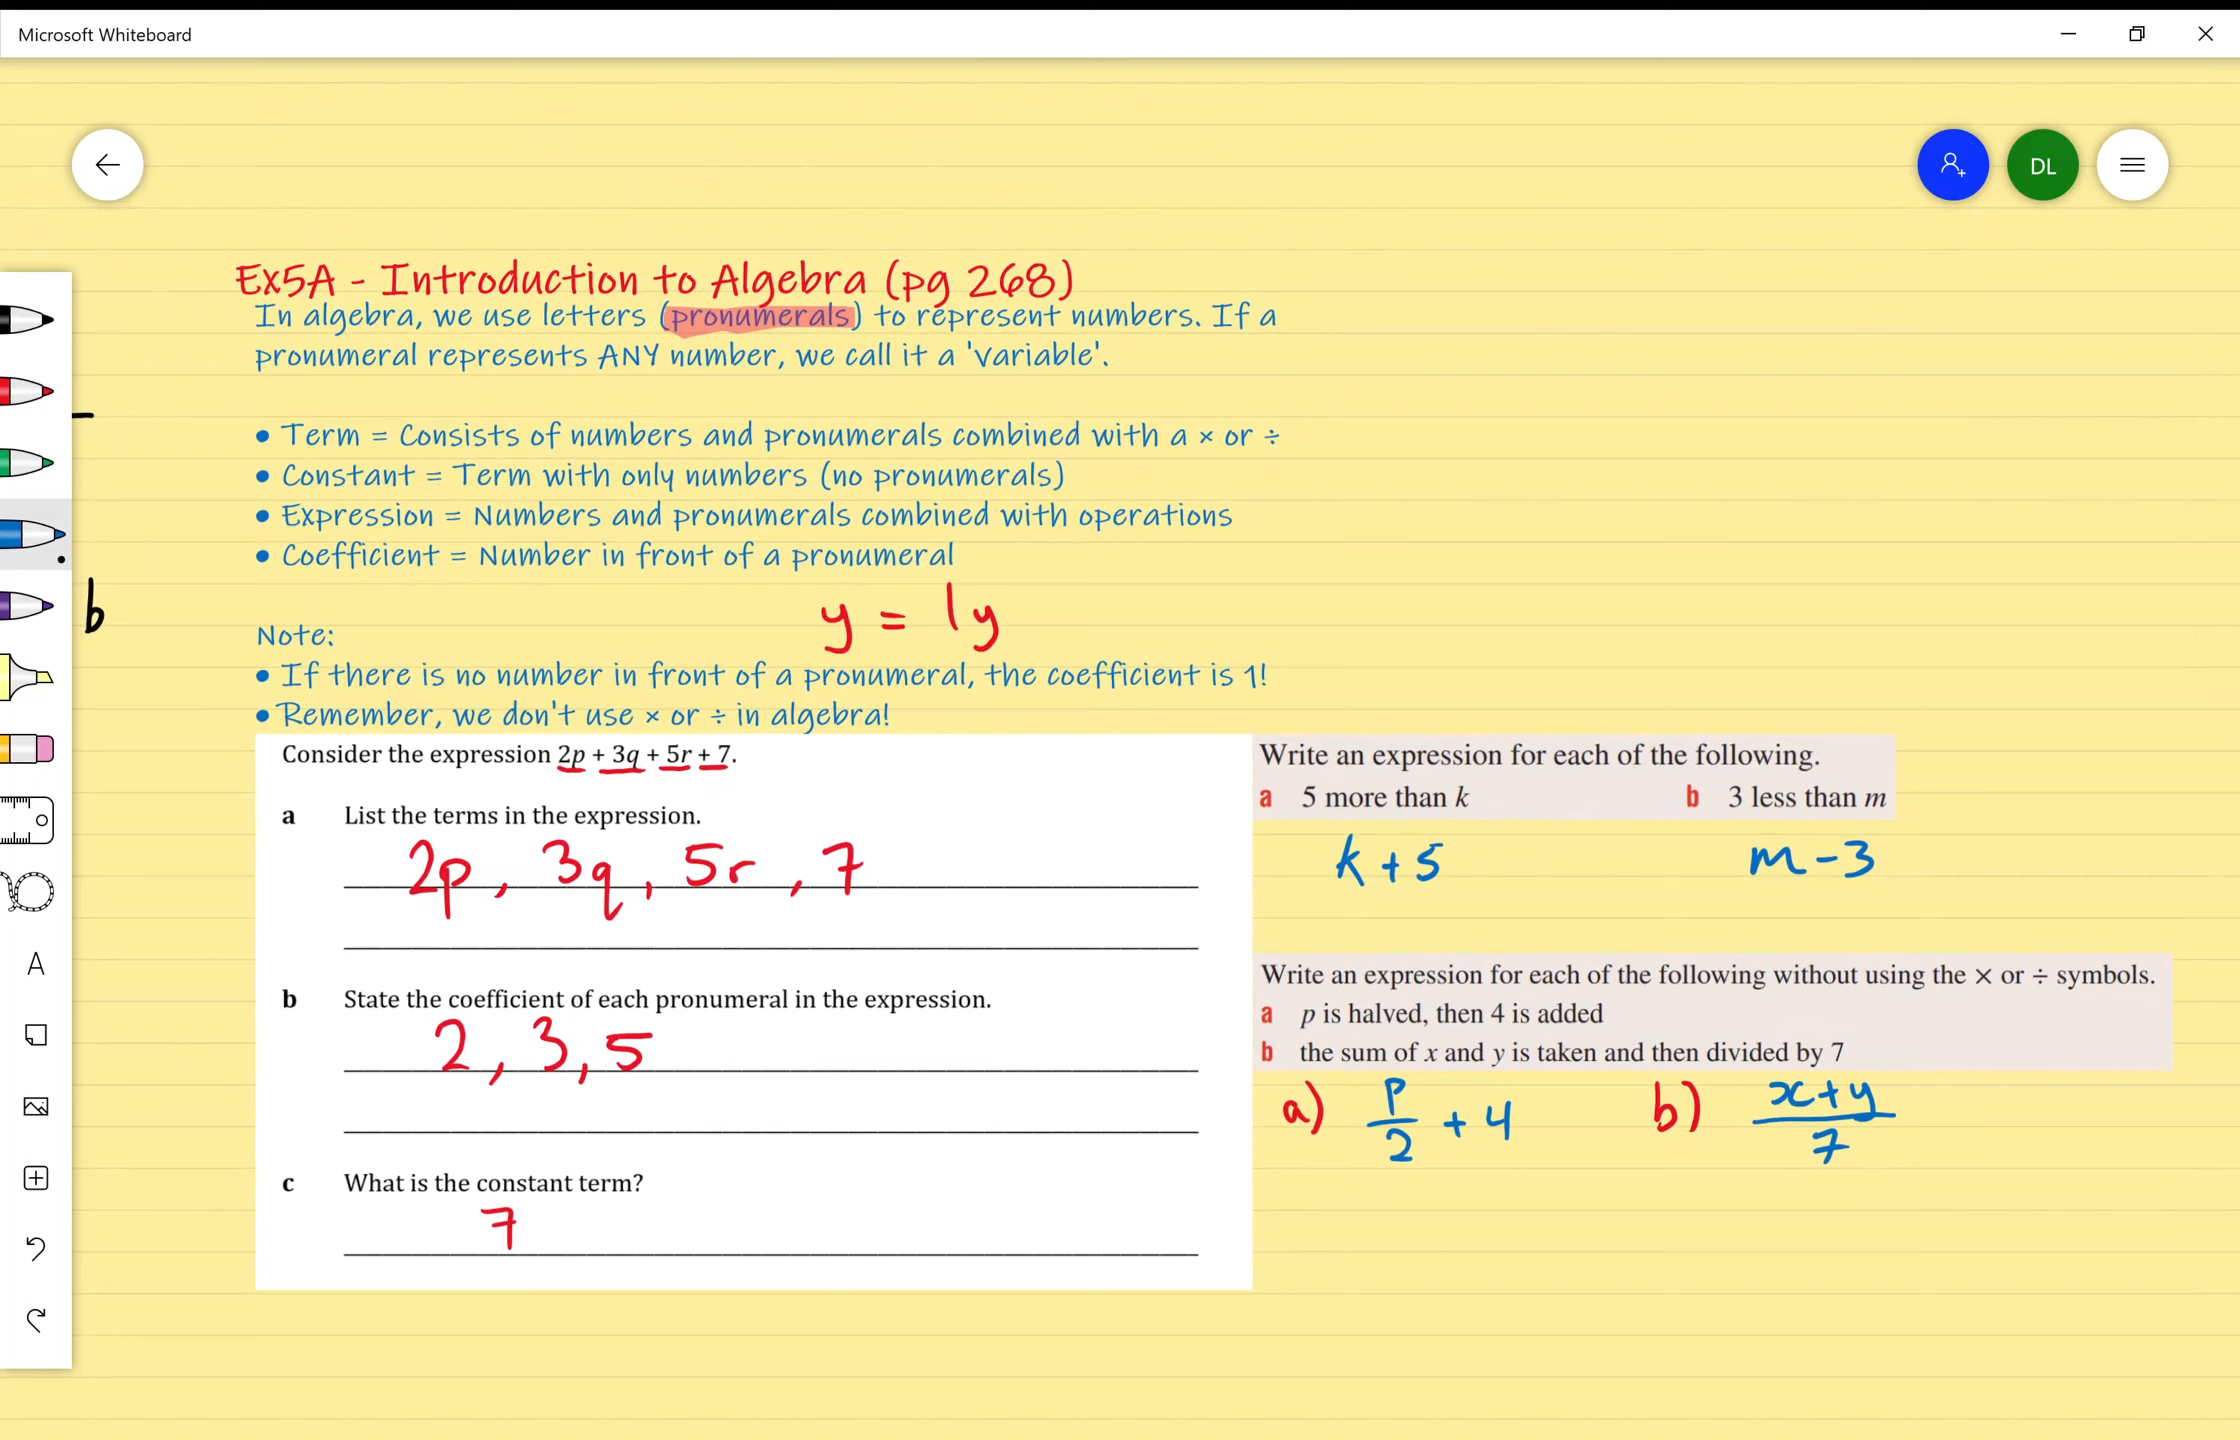 Microsoft Whiteboard
DL
Ex5A - Introduction to Algebra (pg 268)
In algebra, we use letters (pronumerals) to represent numbers. If a
pronumeral represents ANY number, we call it a 'variable'.
• Term = Consists of numbers and pronumerals combined with a × or ÷
• Constant = Term with only numbers (no pronumerals)
• Expression = Numbers and pronumerals combined with operations
• Coefficient = Number in front of a pronumeral
b
y = 1y
Note:
• If there is no number in front of a pronumeral, the coefficient is 1!
• Remember, we don't use × or ÷ in algebra!
Consider the expression 2p + 3q + 5r + 7.
a List the terms in the expression.
2p, 3q, 5r, 7
b State the coefficient of each pronumeral in the expression.
2, 3, 5
c What is the constant term?
7
Write an expression for each of the following.
a 5 more than k b 3 less than m
k + 5 m - 3
Write an expression for each of the following without using the × or ÷ symbols.
a p is halved, then 4 is added
b the sum of x and y is taken and then divided by 7
a) p/2 + 4 b) x+y/7
A